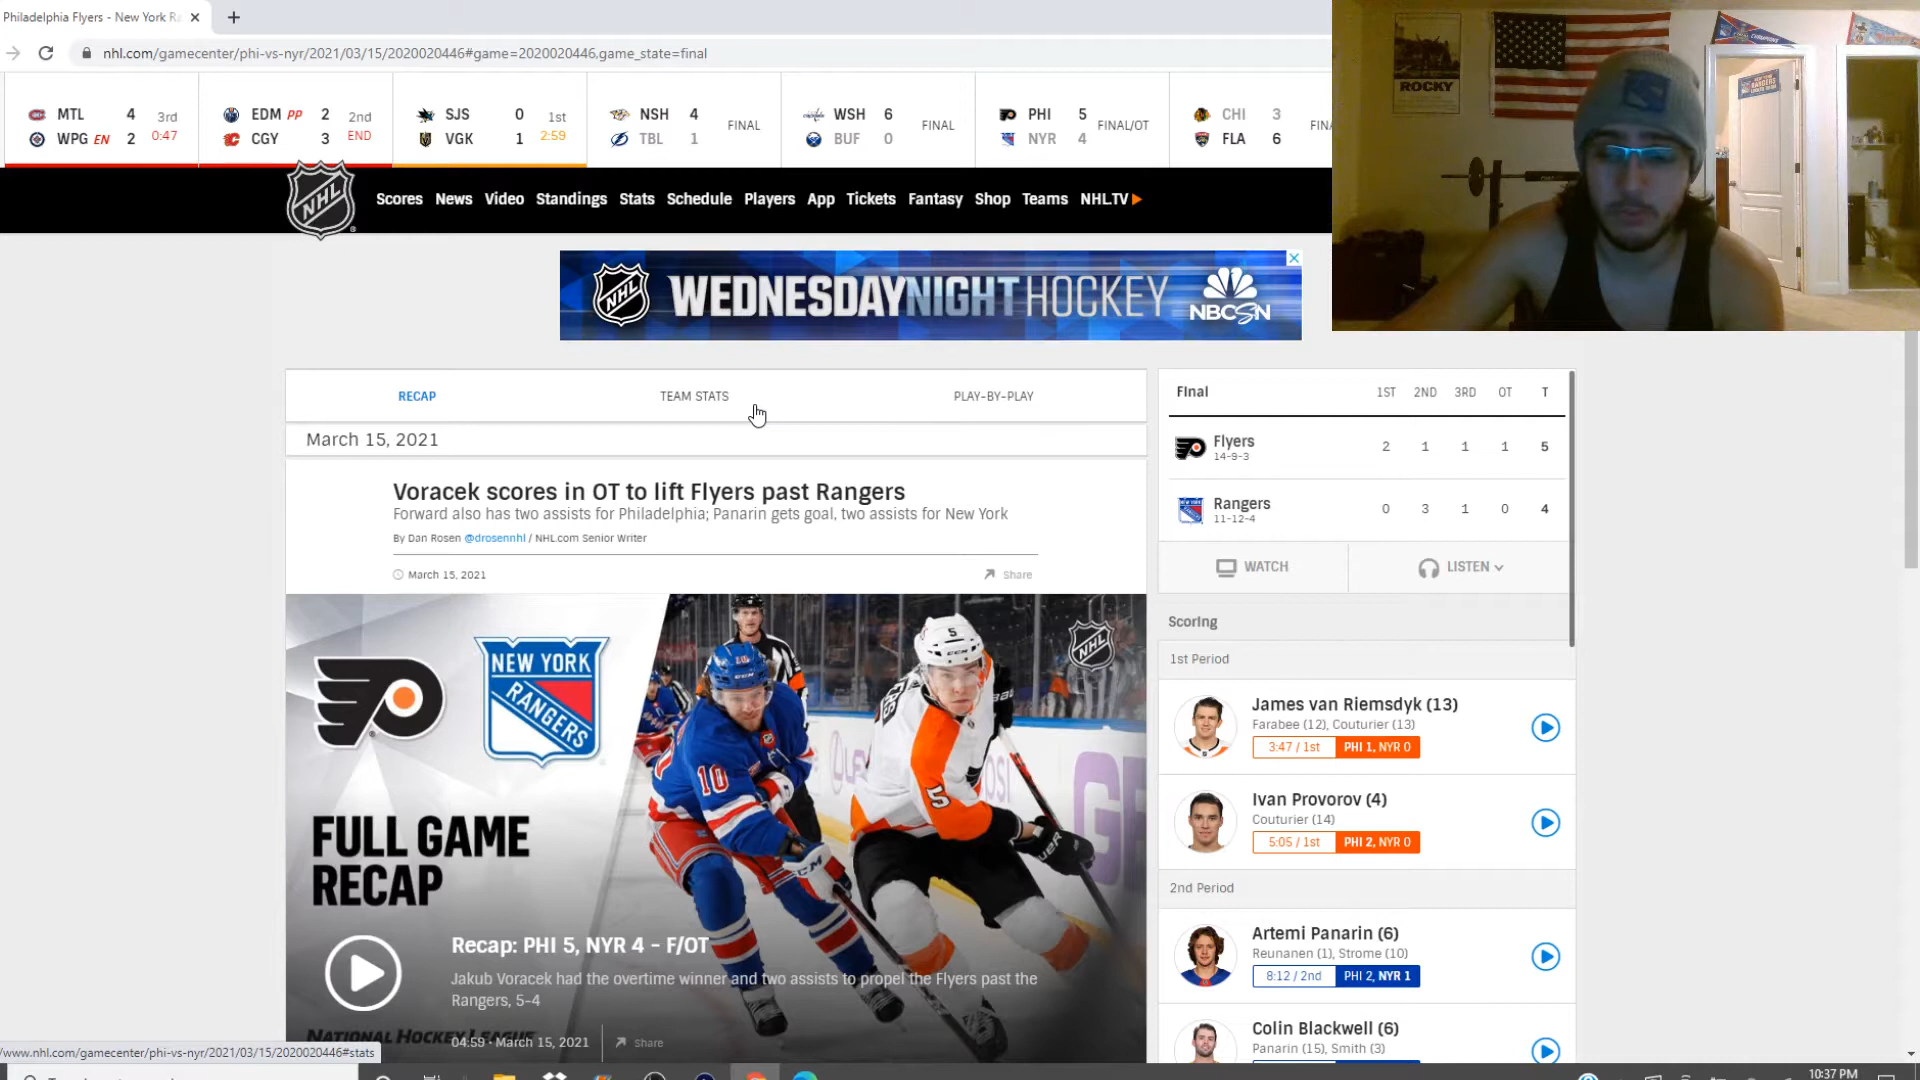 Philadelphia Flyers - New York R
nhl.com/gamecenter/phi-vs-nyr/2021/03/15/2020020446#game=2020020446,game_state=final
MTL 4 3rd
WPG EN 2 0:47
EDM PP 2 2nd
CGY 3 END
SJS 0 1st
VGK 1 2:59
NSH 4 FINAL
TBL 1
WSH 6 FINAL
BUF 0
PHI 5 FINAL/OT
NYR 4
CHI 3 FINA
FLA 6
ROCKY
NHL
Scores News Video Standings Stats Schedule Players App Tickets Fantasy Shop Teams NHL.TV
NHL WEDNESDAYNIGHTHOCKEY NBCSN
RECAP TEAM STATS PLAY-BY-PLAY
March 15, 2021
Voracek scores in OT to lift Flyers past Rangers
Forward also has two assists for Philadelphia; Panarin gets goal, two assists for New York
By Dan Rosen @drosennhl / NHL.com Senior Writer
March 15, 2021 Share
NEW YORK
RANGERS
NHL
10
10
5
5
FULL GAME
RECAP
Recap: PHI 5, NYR 4 – F/OT
Jakub Voracek had the overtime winner and two assists to propel the Flyers past the
Rangers, 5-4
NATIONAL HOCKEY LEAGUE
04:59 · March 15, 2021 Share
Final 1ST 2ND 3RD OT T
Flyers 2 1 1 1 5
14-9-3
Rangers 0 3 1 0 4
11-12-4
WATCH LISTEN
Scoring
1st Period
James van Riemsdyk (13)
Farabee (12), Couturier (13)
3:47 / 1st PHI 1, NYR 0
Ivan Provorov (4)
Couturier (14)
5:05 / 1st PHI 2, NYR 0
2nd Period
Artemi Panarin (6)
Reunanen (1), Strome (10)
8:12 / 2nd PHI 2, NYR 1
Colin Blackwell (6)
Panarin (15), Smith (3)
/www.nhl.com/gamecenter/phi-vs-nyr/2021/03/15/2020020446#stats
10:37 PM